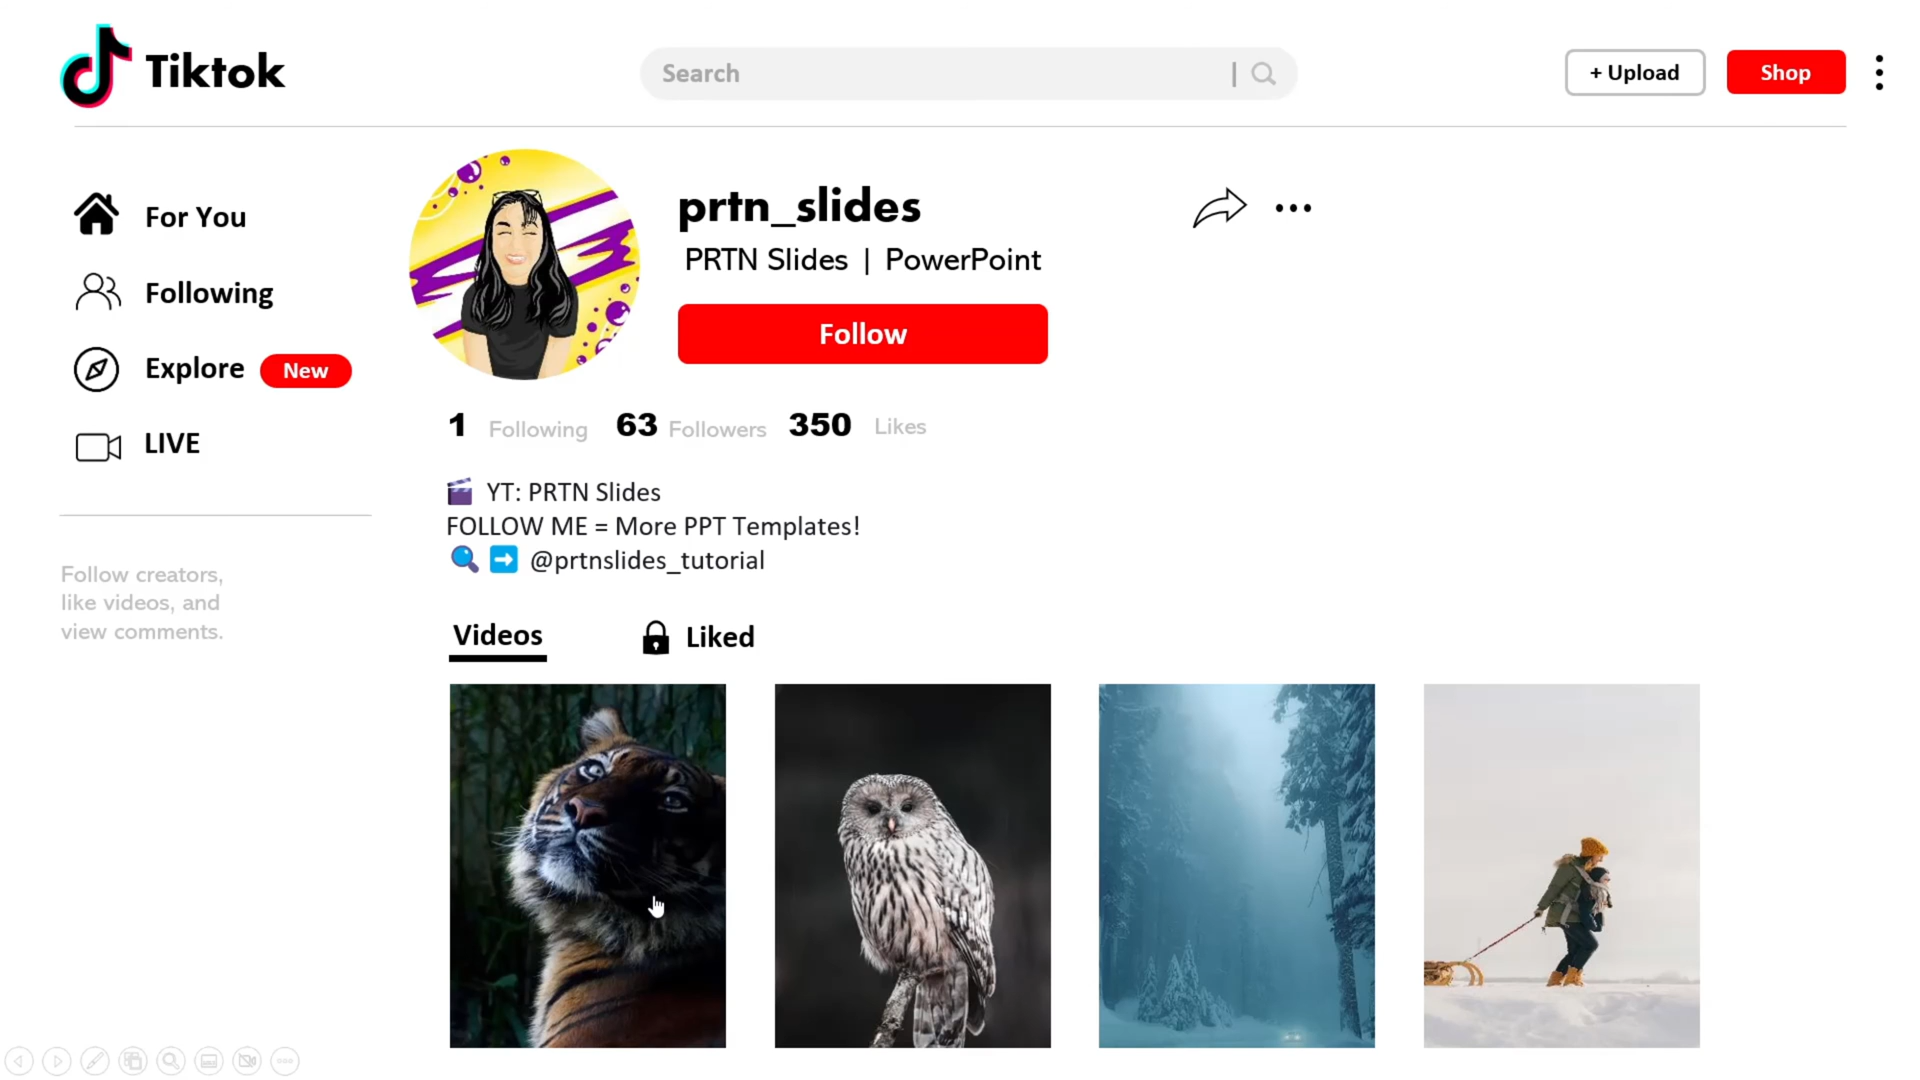 Tiktok
Search
+ Upload
Shop
For You
Following
Explore
New
LIVE
Follow creators,
like videos, and
view comments.
prtn_slides
PRTN Slides | PowerPoint
Follow
1 Following 63 Followers 350 Likes
YT: PRTN Slides
FOLLOW ME = More PPT Templates!
@prtnslides_tutorial
Videos
Liked